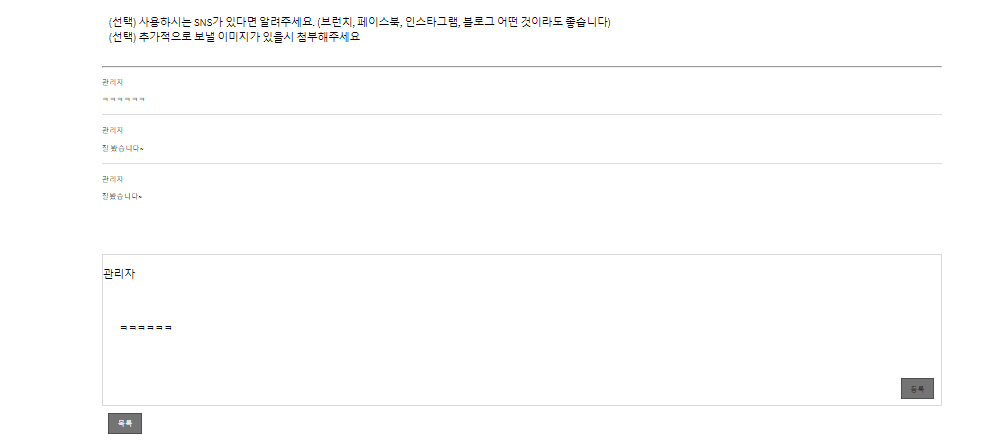 (선택) 사용하시는 SNS가 있다면 알려주세요. (브런치, 페이스북, 인스타그램, 블로그 어떤 것이라도 좋습니다)
(선택) 추가적으로 보낼 이미지가 있을시 첨부해주세요
관리자
ㅋㅋㅋㅋㅋㅋ
관리자
잘 봤습니다~
관리자
잘봤습니다~
관리자
ㅋㅋㅋㅋㅋㅋ
등록
목록